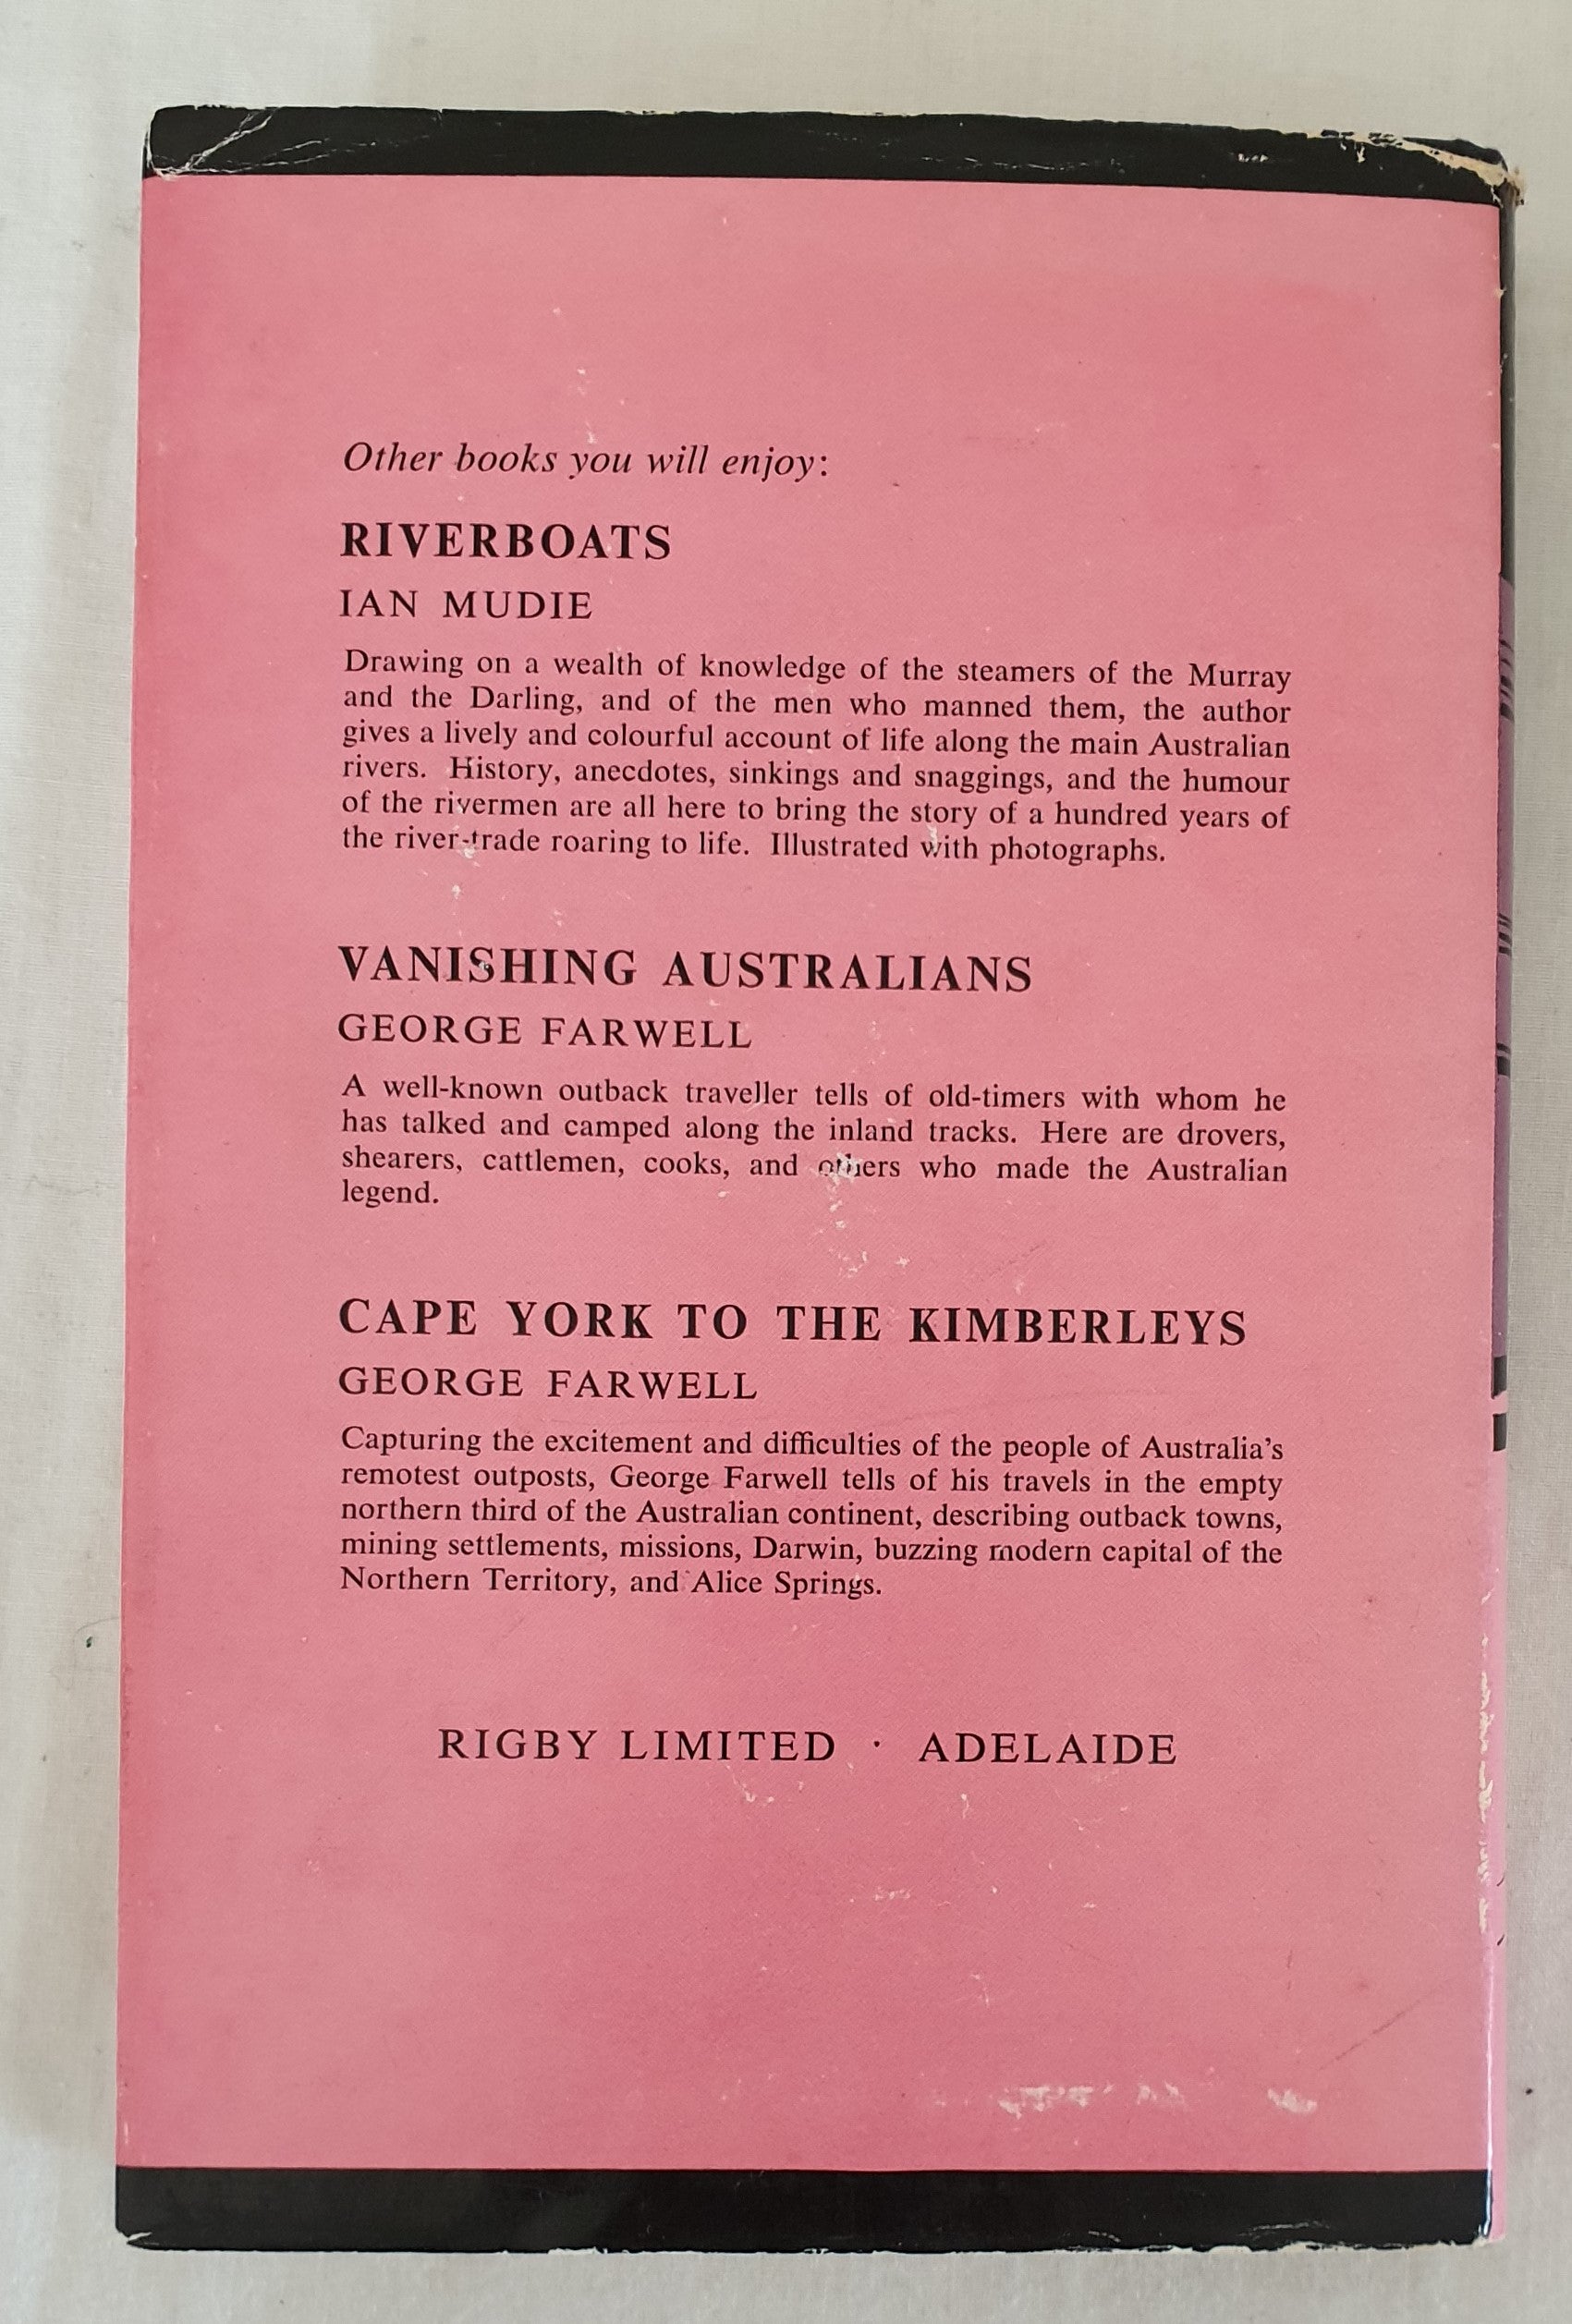 Other books you will enjoy:
RIVERBOATS
IAN MUDIE
Drawing on a wealth of knowledge of the steamers of the Murray
and the Darling, and of the men who manned them, the author
gives a lively and colourful account of life along the main Australian
rivers. History, anecdotes, sinkings and snaggings, and the humour
of the rivermen are all here to bring the story of a hundred years of
the river-trade roaring to life. Illustrated with photographs.
VANISHING AUSTRALIANS
GEORGE FARWELL
A well-known outback traveller tells of old-timers with whom he
has talked and camped along the inland tracks. Here are drovers,
shearers, cattlemen, cooks, and others who made the Australian
legend.
CAPE YORK TO THE KIMBERLEYS
GEORGE FARWELL
Capturing the excitement and difficulties of the people of Australia's
remotest outposts, George Farwell tells of his travels in the empty
northern third of the Australian continent, describing outback towns,
mining settlements, missions, Darwin, buzzing modern capital of the
Northern Territory, and Alice Springs.
RIGBY LIMITED · ADELAIDE